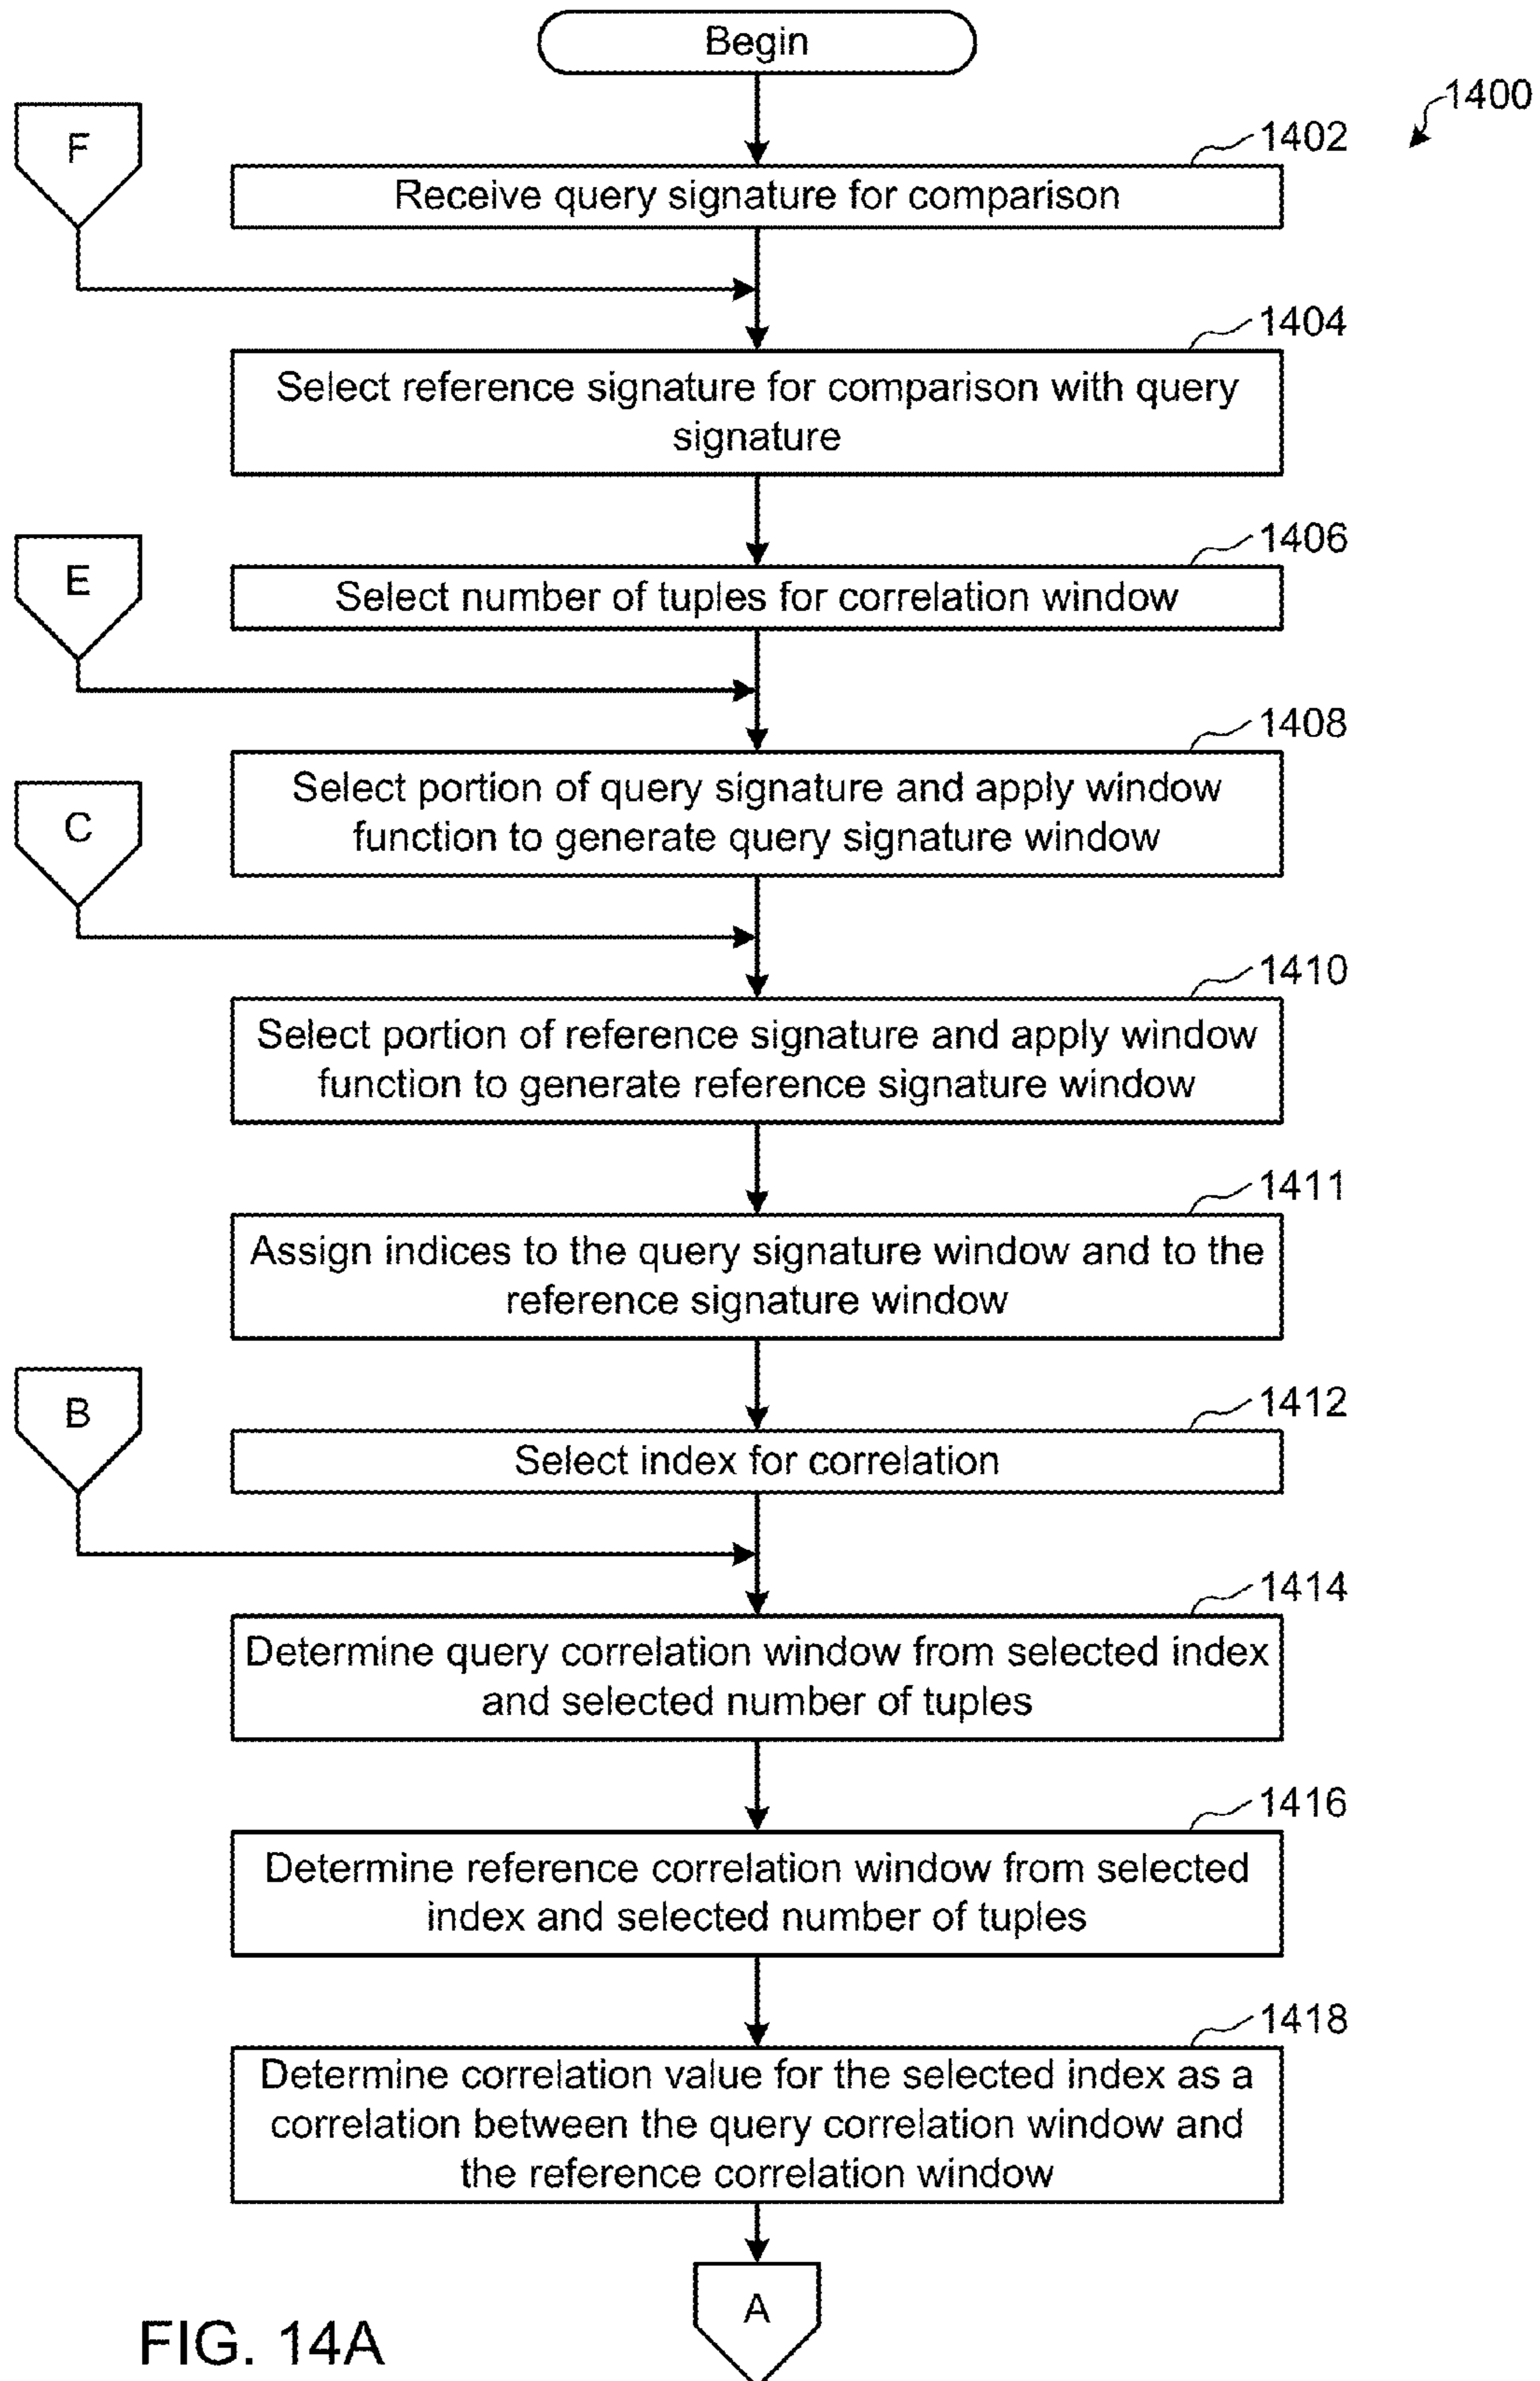 Begin
1400
F
1402
Receive query signature for comparison
1404
Select reference signature for comparison with query
signature
E
1406
Select number of tuples for correlation window
1408
C
Select portion of query signature and apply window
function to generate query signature window
1410
Select portion of reference signature and apply window
function to generate reference signature window
1411
Assign indices to the query signature window and to the
reference signature window
B
1412
Select index for correlation
1414
Determine query correlation window from selected index
and selected number of tuples
1416
Determine reference correlation window from selected
index and selected number of tuples
1418
Determine correlation value for the selected index as a
correlation between the query correlation window and
the reference correlation window
A
FIG. 14A